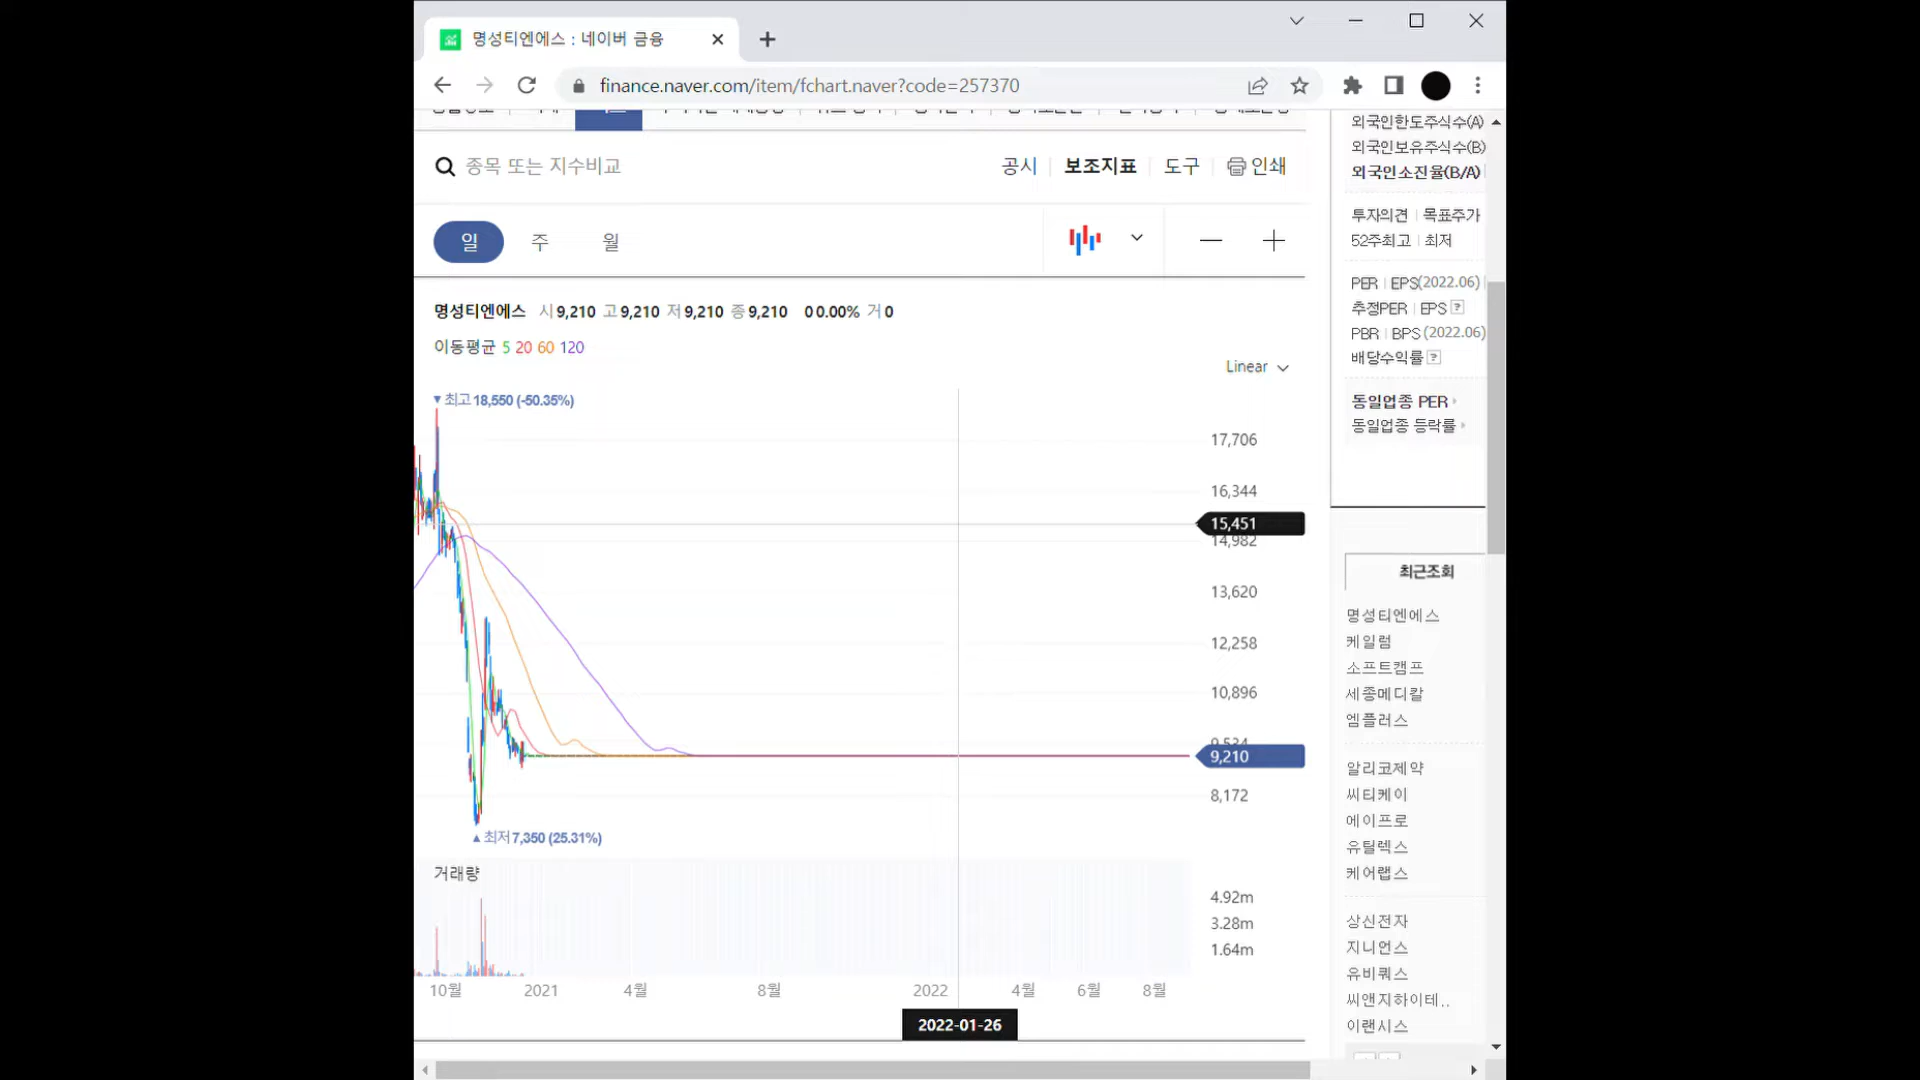 명성티엔에스 : 네이버 금융
finance.naver.com/item/fchart.naver?code=257370
종목 또는 지수비교
공시
보조지표
도구
인쇄
일
주
월
명성티엔에스 시 9,210 고 9,210 저 9,210 종 9,210 0 0.00% 거 0
이동평균 5 20 60 120
Linear
최고 18,550 (-50.35%)
17,706
16,344
15,451
14,982
13,620
12,258
10,896
9,534
9,210
8,172
최저 7,350 (25.31%)
거래량
4.92m
3.28m
1.64m
10월
2021
4월
8월
2022
4월
6월
8월
2022-01-26
외국인한도주식수(A)
외국인보유주식수(B)
외국인소진율(B/A)
투자의견 | 목표주가
52주최고 | 최저
PER | EPS(2022.06)
추정PER | EPS ?
PBR | BPS (2022.06)
배당수익률 ?
동일업종 PER
동일업종 등락률
최근조회
명성티엔에스
케일럼
소프트캠프
세종메디칼
엠플러스
알리코제약
씨티케이
에이프로
유틸렉스
케어랩스
상신전자
지니언스
유비쿼스
씨앤지하이테..
이랜시스